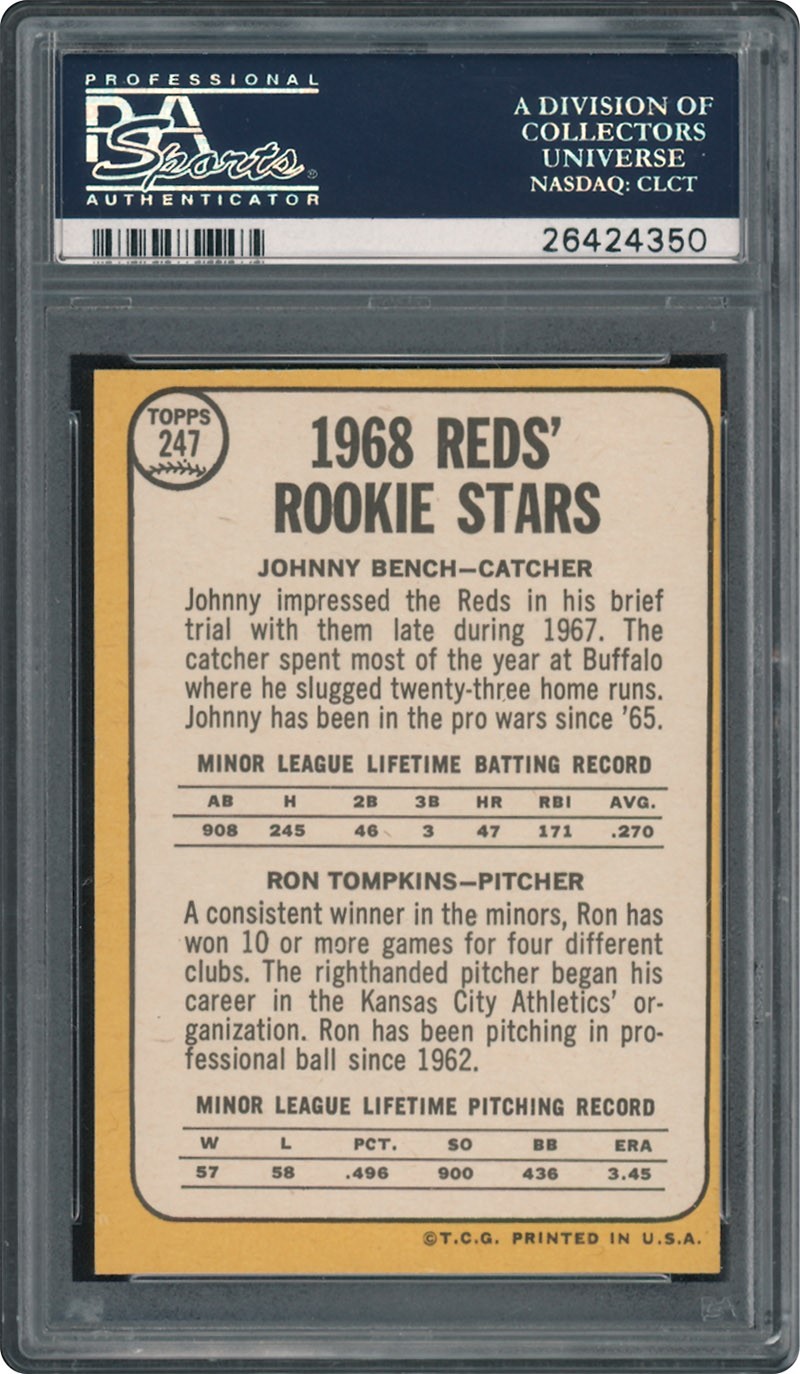 PROFESSIONAL
PSA
Sports®
AUTHENTICATOR
A DIVISION OF
COLLECTORS
UNIVERSE
NASDAQ: CLCT
26424350
TOPPS
247
1968 REDS'
ROOKIE STARS
JOHNNY BENCH—CATCHER
Johnny impressed the Reds in his brief
trial with them late during 1967. The
catcher spent most of the year at Buffalo
where he slugged twenty-three home runs.
Johnny has been in the pro wars since '65.
MINOR LEAGUE LIFETIME BATTING RECORD
AB H 2B 3B HR RBI AVG.
908 245 46 3 47 171 .270
RON TOMPKINS—PITCHER
A consistent winner in the minors, Ron has
won 10 or more games for four different
clubs. The righthanded pitcher began his
career in the Kansas City Athletics' or-
ganization. Ron has been pitching in pro-
fessional ball since 1962.
MINOR LEAGUE LIFETIME PITCHING RECORD
W L PCT. SO BB ERA
57 58 .496 900 436 3.45
©T.C.G. PRINTED IN U.S.A.
PSA